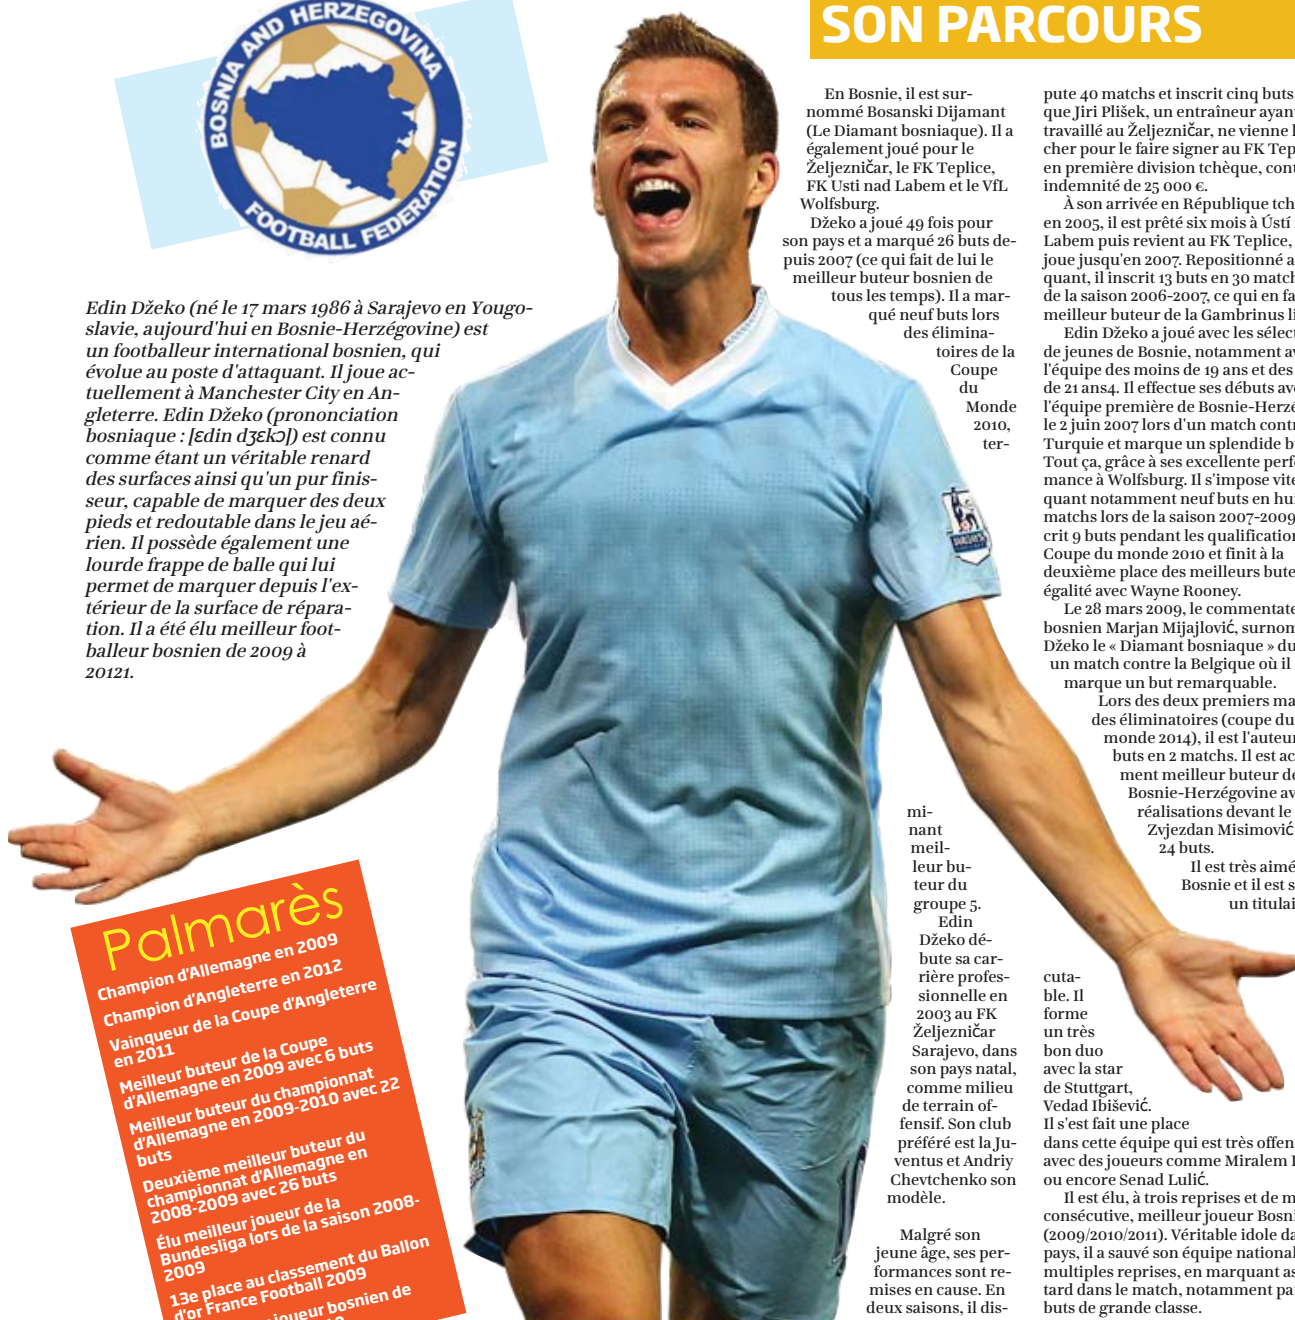 BOSNIA AND HERZEGOVINA
FOOTBALL FEDERATION
Edin Džeko (né le 17 mars 1986 à Sarajevo en Yougo-
slavie, aujourd'hui en Bosnie-Herzégovine) est
un footballeur international bosnien, qui
évolue au poste d'attaquant. Il joue ac-
tuellement à Manchester City en An-
gleterre. Edin Džeko (prononciation
bosniaque : [ɛdin dʒɛkɔ]) est connu
comme étant un véritable renard
des surfaces ainsi qu'un pur finis-
seur, capable de marquer des deux
pieds et redoutable dans le jeu aé-
rien. Il possède également une
lourde frappe de balle qui lui
permet de marquer depuis l'ex-
térieur de la surface de répara-
tion. Il a été élu meilleur foot-
balleur bosnien de 2009 à
20121.
Palmarès
Champion d'Allemagne en 2009
Champion d'Angleterre en 2012
Vainqueur de la Coupe d'Angleterre
en 2011
Meilleur buteur de la Coupe
d'Allemagne en 2009 avec 6 buts
Meilleur buteur du championnat
d'Allemagne en 2009-2010 avec 22
buts
Deuxième meilleur buteur du
championnat d'Allemagne en
2008-2009 avec 26 buts
Élu meilleur joueur de la
Bundesliga lors de la saison 2008-
2009
13e place au classement du Ballon
d'or France Football 2009
joueur bosnien de
SON PARCOURS
En Bosnie, il est sur-
nommé Bosanski Dijamant
(Le Diamant bosniaque). Il a
également joué pour le
Željezničar, le FK Teplice,
FK Usti nad Labem et le VfL
Wolfsburg.
Džeko a joué 49 fois pour
son pays et a marqué 26 buts de-
puis 2007 (ce qui fait de lui le
meilleur buteur bosnien de
tous les temps). Il a mar-
qué neuf buts lors
des élimina-
toires de la
Coupe
du
Monde
2010,
ter-
mi-
nant
meil-
leur bu-
teur du
groupe 5.
Edin
Džeko dé-
bute sa car-
rière profes-
sionnelle en
2003 au FK
Željezničar
Sarajevo, dans
son pays natal,
comme milieu
de terrain of-
fensif. Son club
préféré est la Ju-
ventus et Andriy
Chevtchenko son
modèle.
Malgré son
jeune âge, ses per-
formances sont re-
mises en cause. En
deux saisons, il dis-
pute 40 matchs et inscrit cinq buts
que Jiri Plišek, un entraîneur ayan
travaillé au Željezničar, ne vienne
cher pour le faire signer au FK Tep
en première division tchèque, con
indemnité de 25 000 €.
À son arrivée en République tch
en 2005, il est prêté six mois à Ústí
Labem puis revient au FK Teplice,
joue jusqu'en 2007. Repositionné a
quant, il inscrit 13 buts en 30 match
de la saison 2006-2007, ce qui en fa
meilleur buteur de la Gambrinus li
Edin Džeko a joué avec les sélec
de jeunes de Bosnie, notamment a
l'équipe des moins de 19 ans et des
de 21 ans4. Il effectue ses débuts av
l'équipe première de Bosnie-Herzé
le 2 juin 2007 lors d'un match contr
Turquie et marque un splendide b
Tout ça, grâce à ses excellente perf
mance à Wolfsburg. Il s'impose vite
quant notamment neuf buts en hui
matchs lors de la saison 2007-2009
crit 9 buts pendant les qualification
Coupe du monde 2010 et finit à la
deuxième place des meilleurs bute
égalité avec Wayne Rooney.
Le 28 mars 2009, le commentate
bosnien Marjan Mijajlović, surnom
Džeko le « Diamant bosniaque » du
un match contre la Belgique où il
marque un but remarquable.
Lors des deux premiers ma
des éliminatoires (coupe du
monde 2014), il est l'auteur
buts en 2 matchs. Il est ac
ment meilleur buteur de
Bosnie-Herzégovine av
réalisations devant le
Zvjezdan Misimović
24 buts.
Il est très aimé
Bosnie et il est s
un titulai
cuta-
ble. Il
forme
un très
bon duo
avec la star
de Stuttgart,
Vedad Ibišević.
Il s'est fait une place
dans cette équipe qui est très offen
avec des joueurs comme Miralem
ou encore Senad Lulić.
Il est élu, à trois reprises et de m
consécutive, meilleur joueur Bosni
(2009/2010/2011). Véritable idole da
pays, il a sauvé son équipe national
multiples reprises, en marquant as
tard dans le match, notamment pa
buts de grande classe.